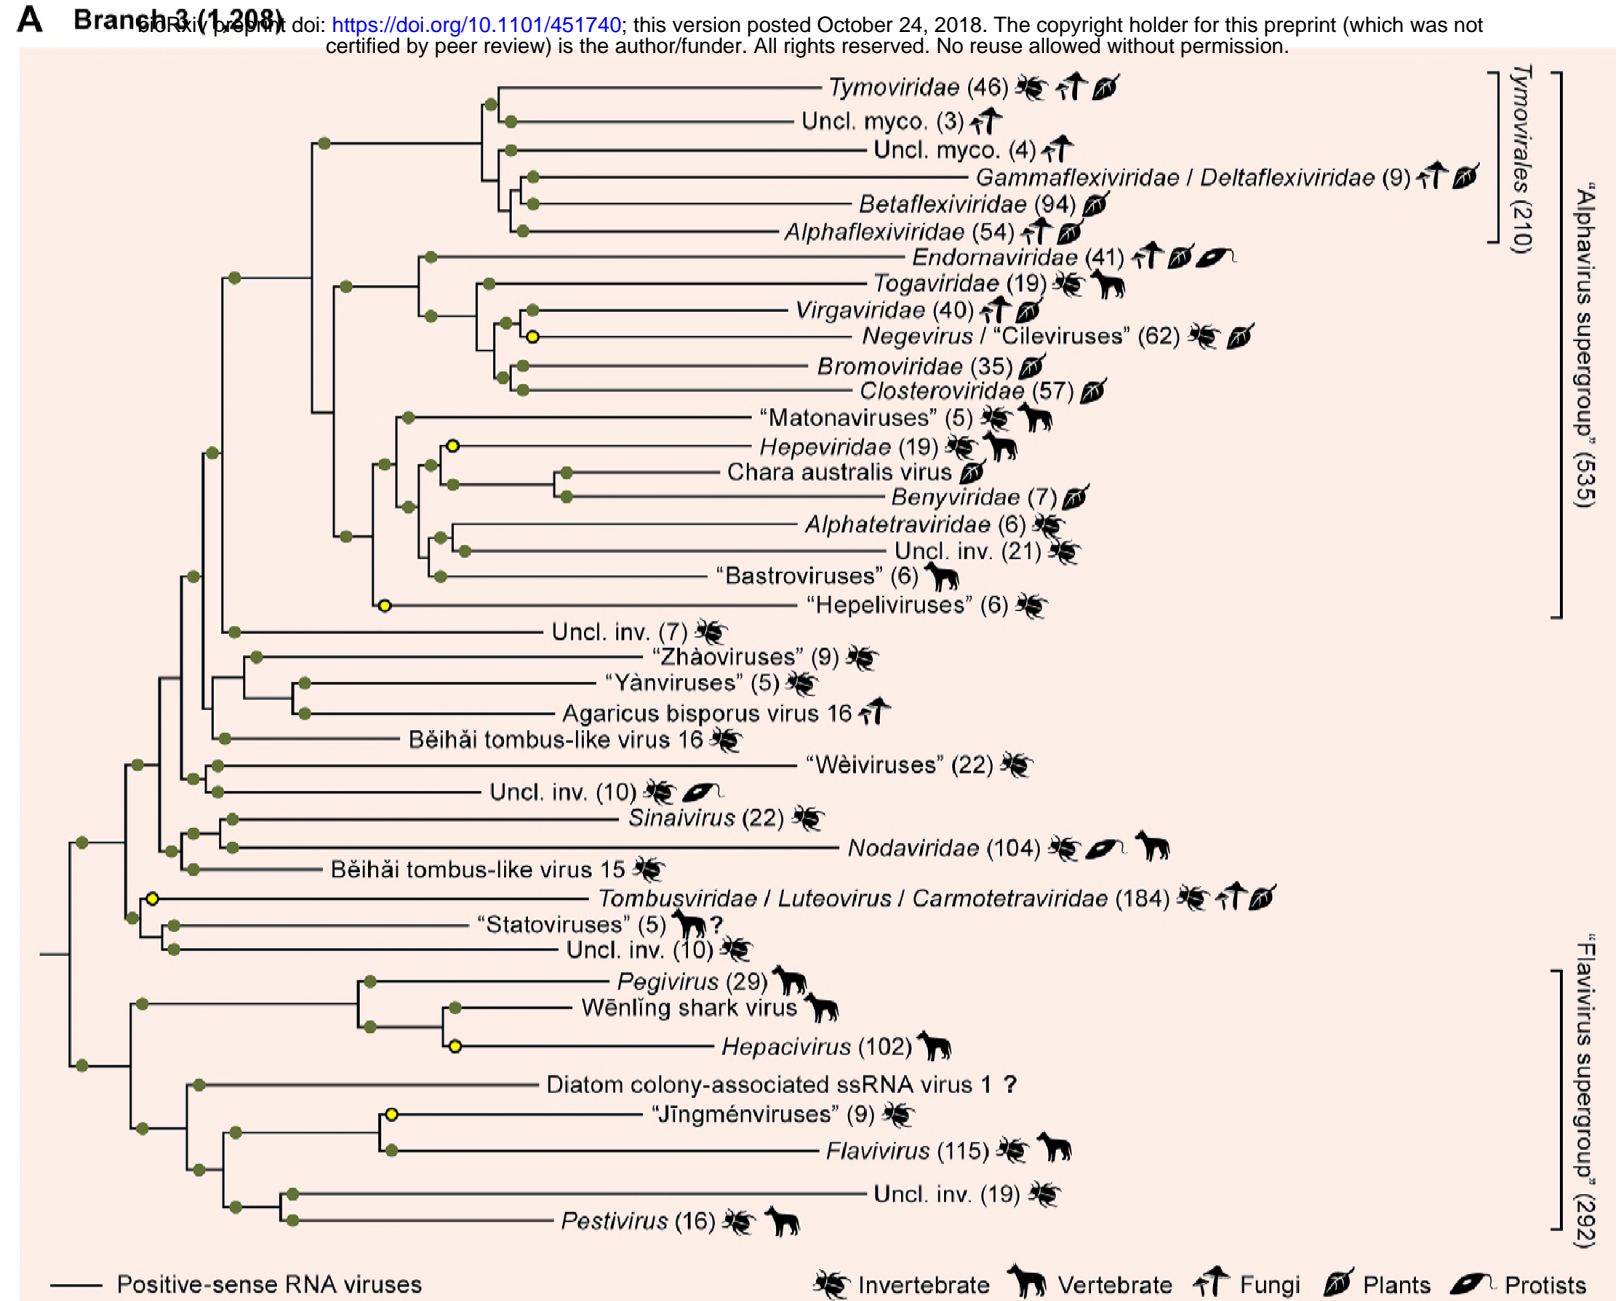 A Branch 3 (1,208)
bioRxiv preprint doi: https://doi.org/10.1101/451740; this version posted October 24, 2018. The copyright holder for this preprint (which was not
certified by peer review) is the author/funder. All rights reserved. No reuse allowed without permission.
Tymoviridae (46)
Uncl. myco. (3)
Uncl. myco. (4)
Gammaflexiviridae / Deltaflexiviridae (9)
Betaflexiviridae (94)
Alphaflexiviridae (54)
Tymovirales (210)
Endornaviridae (41)
Togaviridae (19)
Virgaviridae (40)
Negevirus / “Cileviruses” (62)
Bromoviridae (35)
Closteroviridae (57)
“Matonaviruses” (5)
Hepeviridae (19)
Chara australis virus
Benyviridae (7)
Alphatetraviridae (6)
Uncl. inv. (21)
“Bastroviruses” (6)
“Hepeliviruses” (6)
“Alphavirus supergroup” (535)
Uncl. inv. (7)
“Zhàoviruses” (9)
“Yànviruses” (5)
Agaricus bisporus virus 16
Běihǎi tombus-like virus 16
“Wèiviruses” (22)
Uncl. inv. (10)
Sinaivirus (22)
Nodaviridae (104)
Běihǎi tombus-like virus 15
Tombusviridae / Luteovirus / Carmotetraviridae (184)
“Statoviruses” (5) ?
Uncl. inv. (10)
Pegivirus (29)
Wēnlǐng shark virus
Hepacivirus (102)
Diatom colony-associated ssRNA virus 1 ?
“Jīngménviruses” (9)
Flavivirus (115)
Uncl. inv. (19)
Pestivirus (16)
“Flavivirus supergroup” (292)
Positive-sense RNA viruses
Invertebrate
Vertebrate
Fungi
Plants
Protists